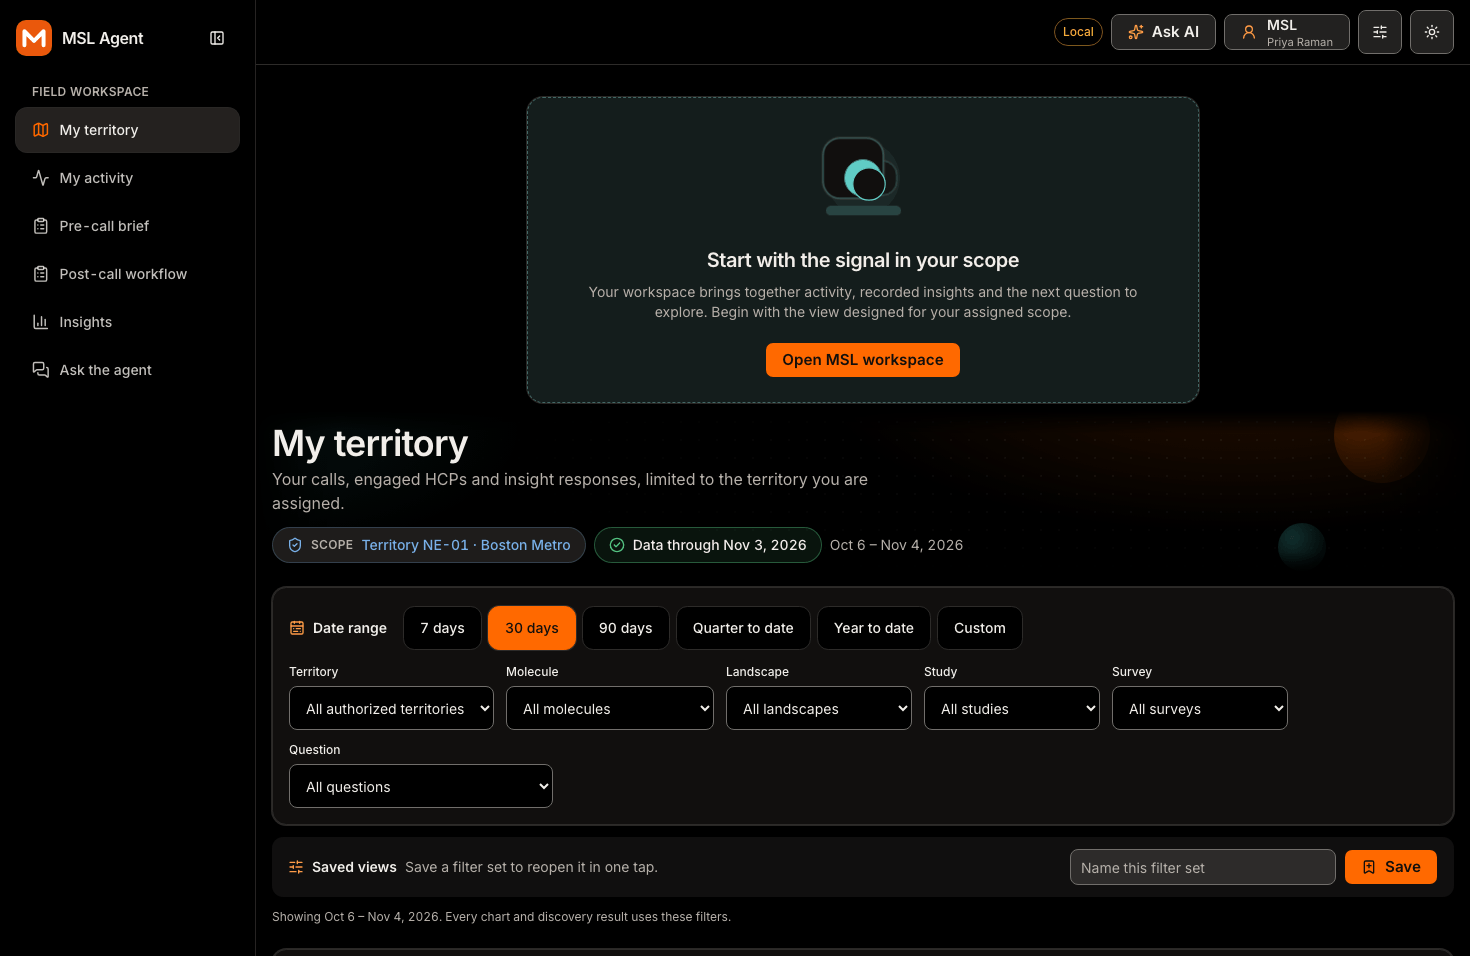 MSL Agent
Local
Ask AI
MSL
Priya Raman
FIELD WORKSPACE
My territory
My activity
Pre-call brief
Post-call workflow
Insights
Ask the agent
Start with the signal in your scope
Your workspace brings together activity, recorded insights and the next question to
explore. Begin with the view designed for your assigned scope.
Open MSL workspace
My territory
Your calls, engaged HCPs and insight responses, limited to the territory you are
assigned.
SCOPE Territory NE-01 · Boston Metro
Data through Nov 3, 2026
Oct 6 – Nov 4, 2026
Date range
7 days
30 days
90 days
Quarter to date
Year to date
Custom
Territory
Molecule
Landscape
Study
Survey
All authorized territories
All molecules
All landscapes
All studies
All surveys
Question
All questions
Saved views Save a filter set to reopen it in one tap.
Name this filter set
Save
Showing Oct 6 – Nov 4, 2026. Every chart and discovery result uses these filters.